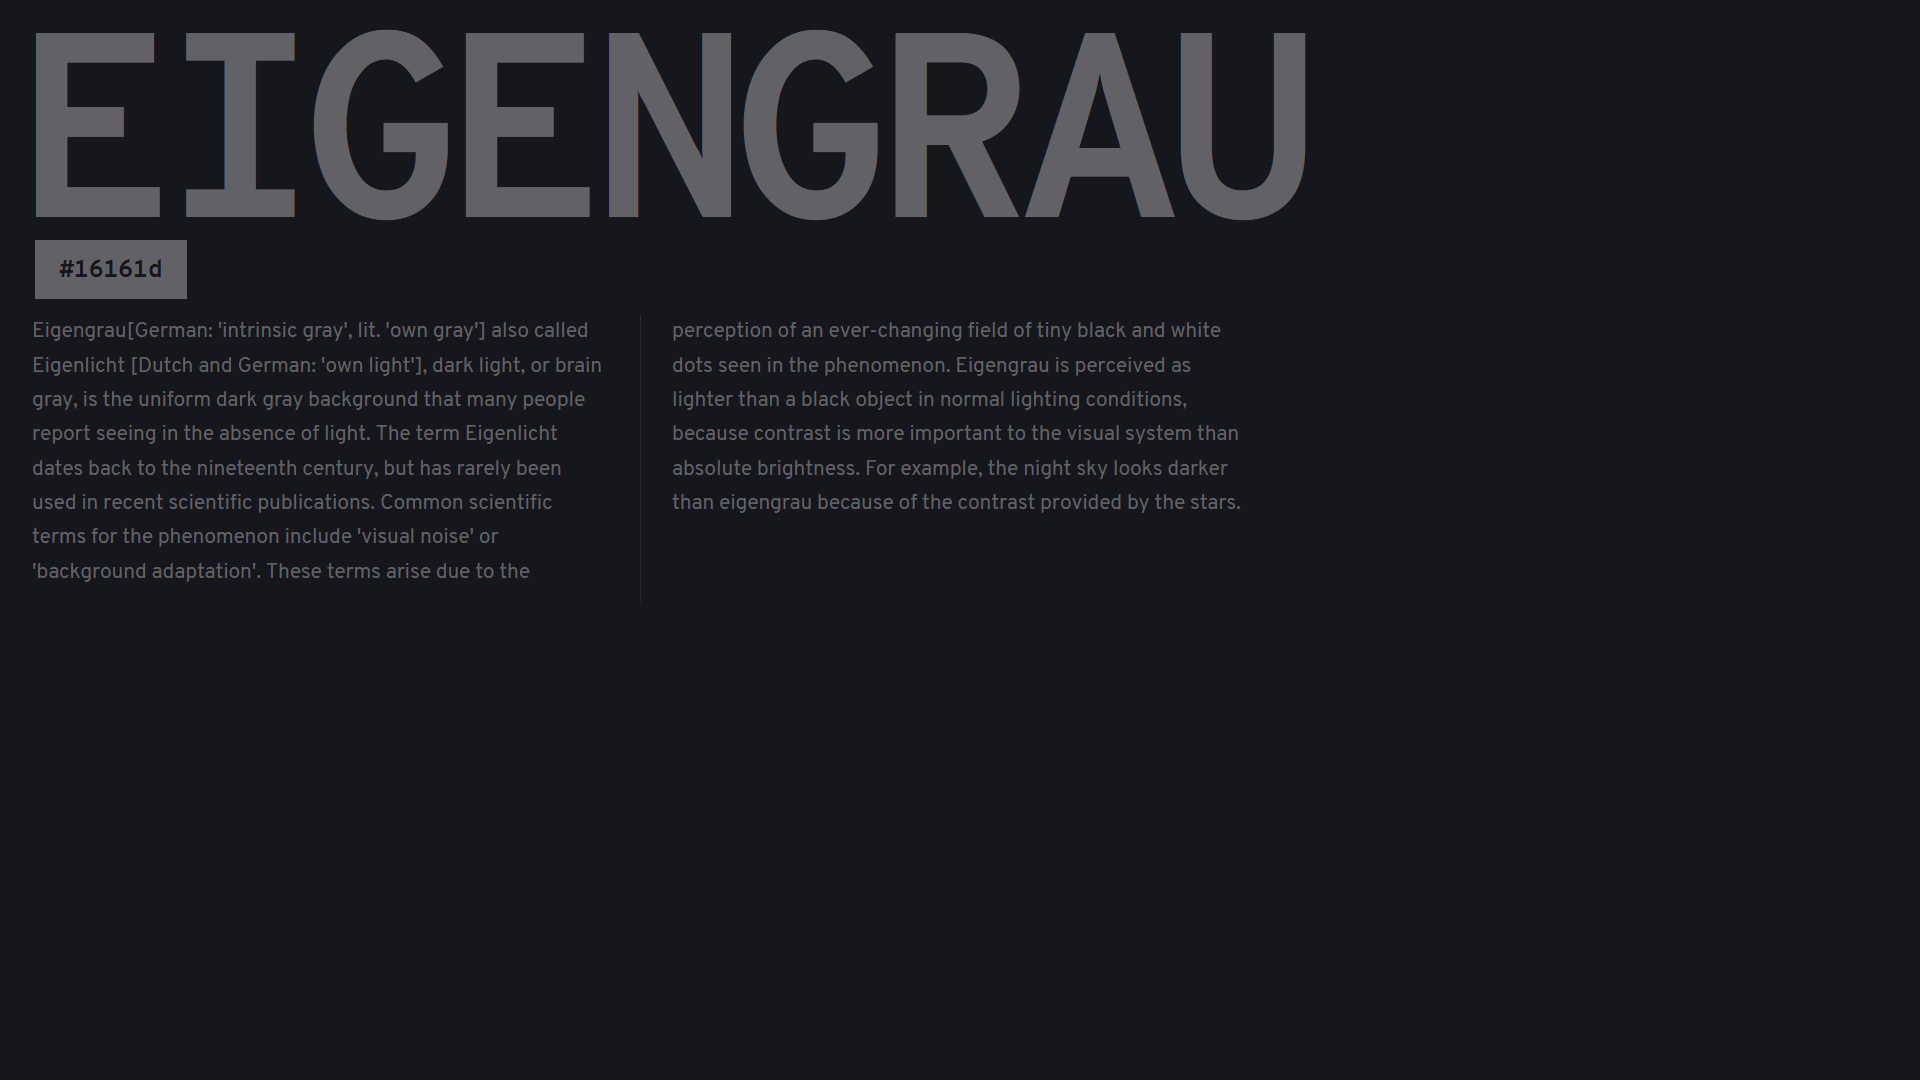 EIGENGRAU
#16161d
Eigengrau[German: 'intrinsic gray', lit. 'own gray'] also called
Eigenlicht [Dutch and German: 'own light'], dark light, or brain
gray, is the uniform dark gray background that many people
report seeing in the absence of light. The term Eigenlicht
dates back to the nineteenth century, but has rarely been
used in recent scientific publications. Common scientific
terms for the phenomenon include 'visual noise' or
'background adaptation'. These terms arise due to the
perception of an ever-changing field of tiny black and white
dots seen in the phenomenon. Eigengrau is perceived as
lighter than a black object in normal lighting conditions,
because contrast is more important to the visual system than
absolute brightness. For example, the night sky looks darker
than eigengrau because of the contrast provided by the stars.